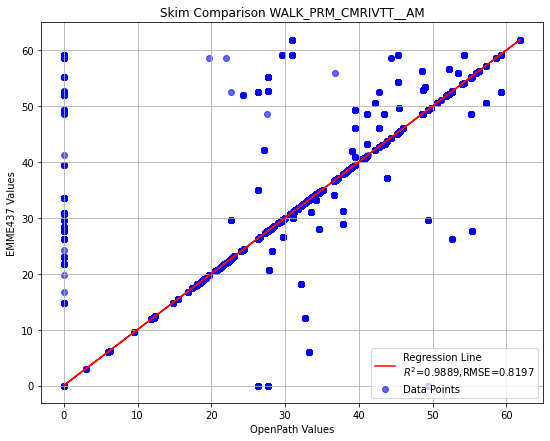 Skim Comparison WALK_PRM_CMRIVTT__AM
60
50
40
30
20
10
0
EMME437 Values
0 10 20 30 40 50 60
OpenPath Values
Regression Line
R²=0.9889,RMSE=0.8197
Data Points